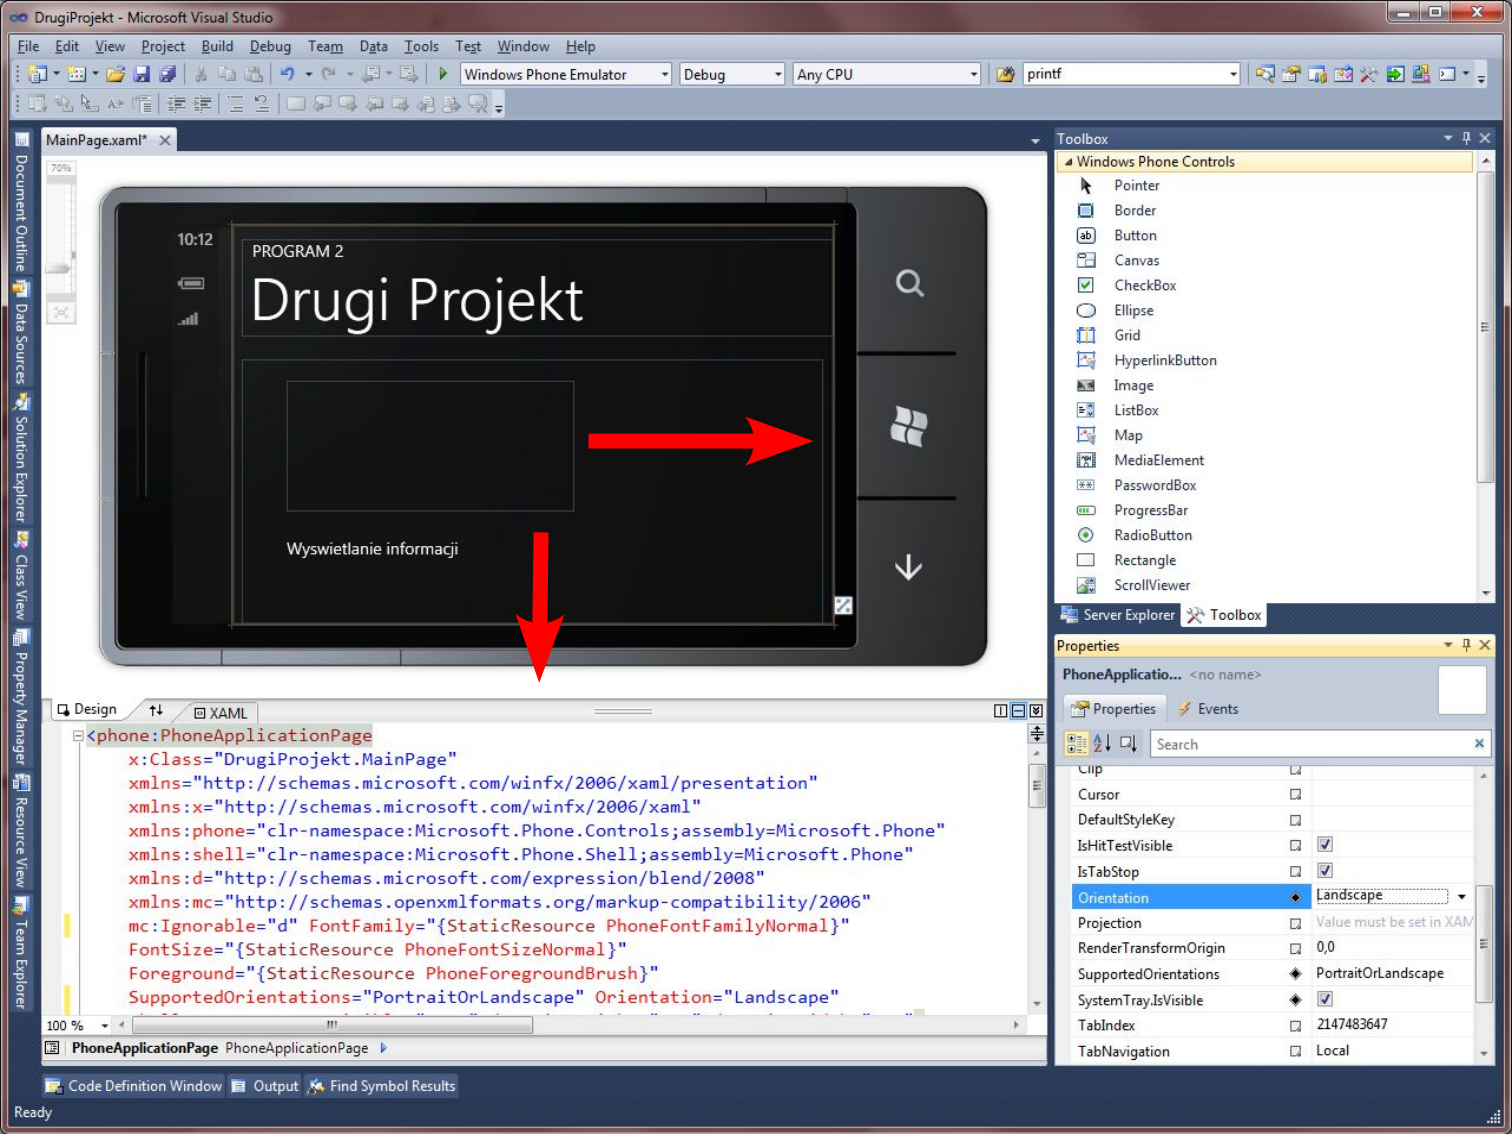 DrugiProjekt - Microsoft Visual Studio
File Edit View Project Build Debug Team Data Tools Test Window Help
Windows Phone Emulator Debug Any CPU printf
MainPage.xaml*
70%
Document Outline
Data Sources
Solution Explorer
Class View
Property Manager
Resource View
Team Explorer
10:12
PROGRAM 2
Drugi Projekt
Wyswietlanie informacji
Design XAML
<phone:PhoneApplicationPage
x:Class="DrugiProjekt.MainPage"
xmlns="http://schemas.microsoft.com/winfx/2006/xaml/presentation"
xmlns:x="http://schemas.microsoft.com/winfx/2006/xaml"
xmlns:phone="clr-namespace:Microsoft.Phone.Controls;assembly=Microsoft.Phone"
xmlns:shell="clr-namespace:Microsoft.Phone.Shell;assembly=Microsoft.Phone"
xmlns:d="http://schemas.microsoft.com/expression/blend/2008"
xmlns:mc="http://schemas.openxmlformats.org/markup-compatibility/2006"
mc:Ignorable="d" FontFamily="{StaticResource PhoneFontFamilyNormal}"
FontSize="{StaticResource PhoneFontSizeNormal}"
Foreground="{StaticResource PhoneForegroundBrush}"
SupportedOrientations="PortraitOrLandscape" Orientation="Landscape"
100 %
PhoneApplicationPage PhoneApplicationPage
Toolbox
Windows Phone Controls
Pointer
Border
Button
Canvas
CheckBox
Ellipse
Grid
HyperlinkButton
Image
ListBox
Map
MediaElement
PasswordBox
ProgressBar
RadioButton
Rectangle
ScrollViewer
Server Explorer Toolbox
Properties
PhoneApplicatio... <no name>
Properties Events
Search
Clip
Cursor
DefaultStyleKey
IsHitTestVisible
IsTabStop
Orientation Landscape
Projection Value must be set in XAM
RenderTransformOrigin 0,0
SupportedOrientations PortraitOrLandscape
SystemTray.IsVisible
TabIndex 2147483647
TabNavigation Local
Code Definition Window Output Find Symbol Results
Ready